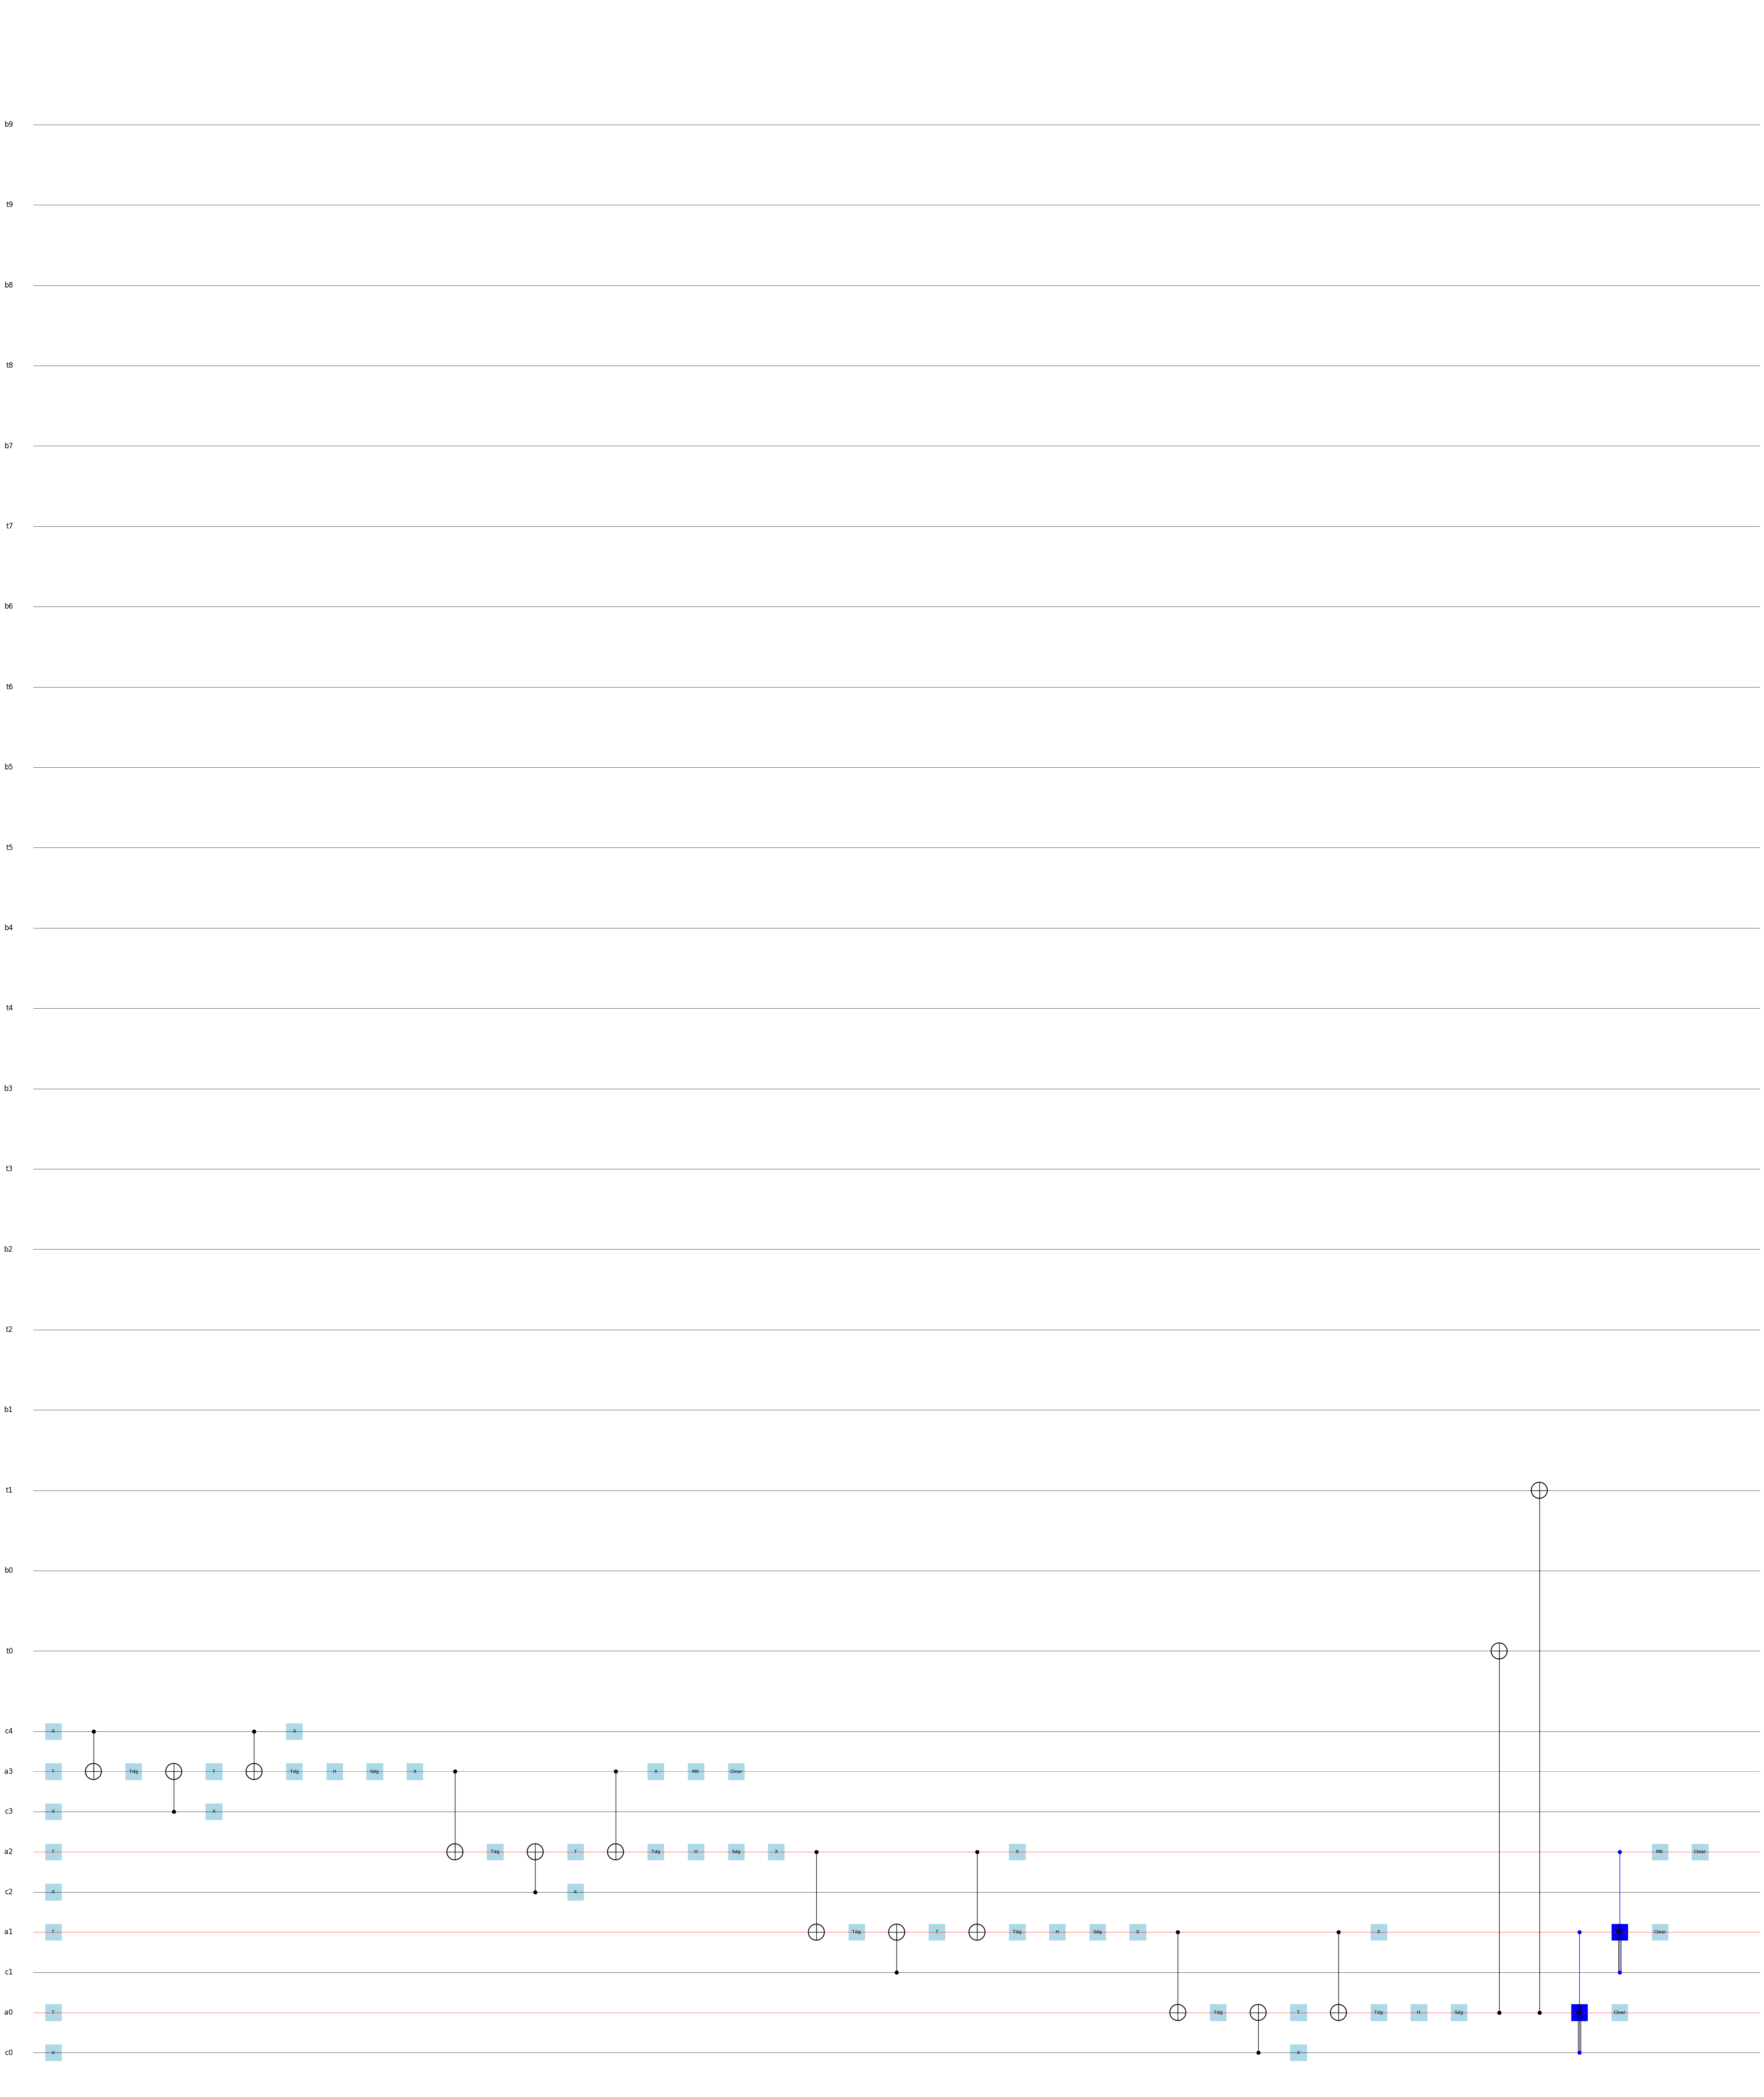 b9
t9
b8
t8
b7
t7
b6
t6
b5
t5
b4
t4
b3
t3
b2
t2
b1
t1
b0
t0
c4 X X
a3 T Tdg T Tdg H Sdg X X MX Clear
c3 X X
a2 T Tdg T Tdg H Sdg X X MX Clear
c2 X X
a1 T Tdg T Tdg H Sdg X X Clear
c1
a0 T Tdg T Tdg H Sdg Clear
c0 X X